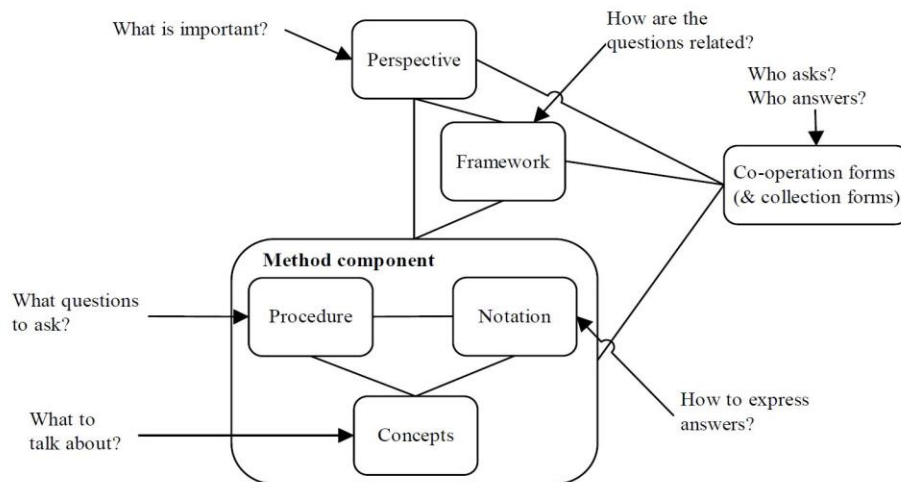 What is important?
Perspective
How are the
questions related?
Who asks?
Who answers?
Framework
Co-operation forms
(& collection forms)
Method component
What questions
to ask?
Procedure
Notation
What to
talk about?
Concepts
How to express
answers?